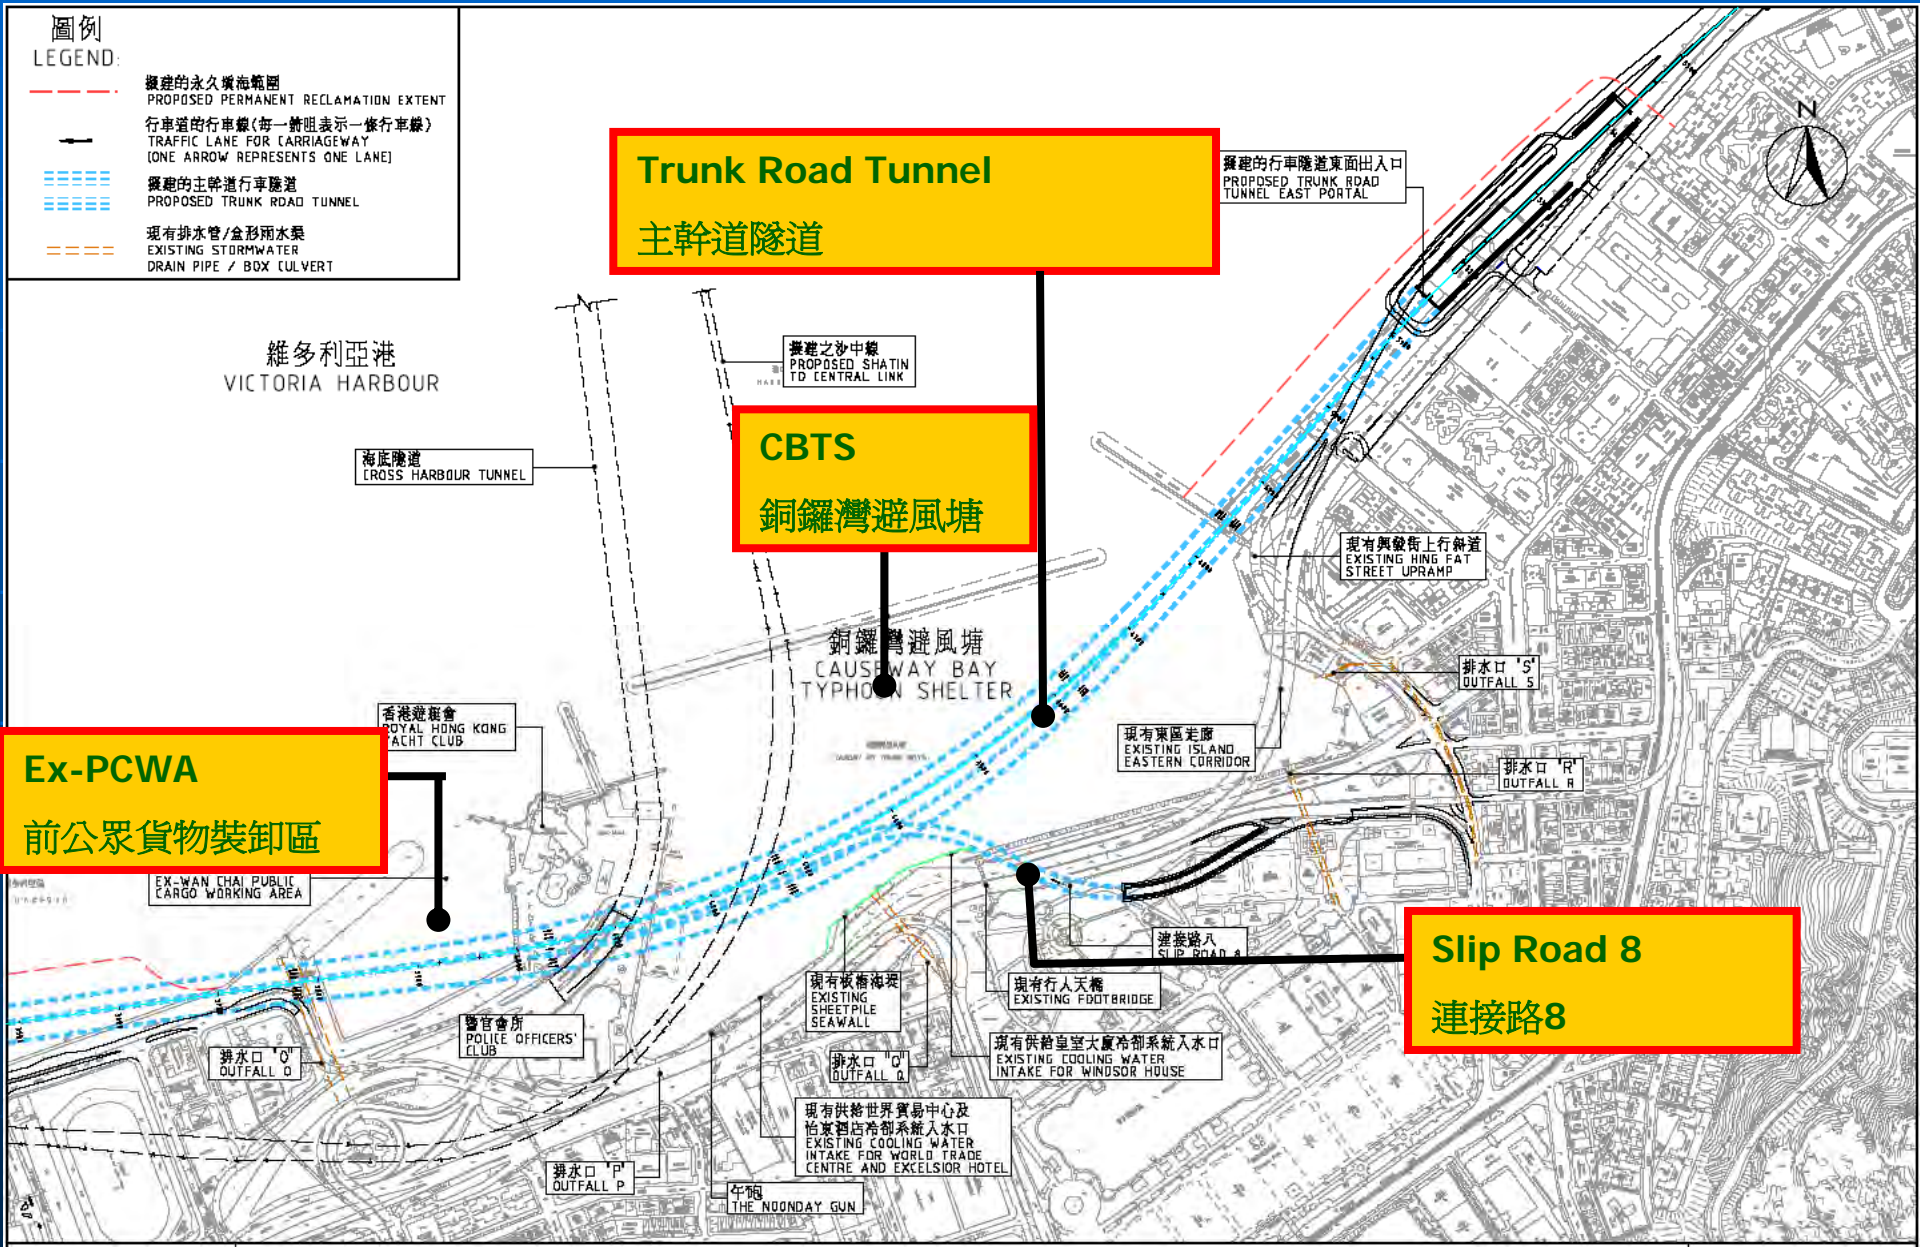 圖例
LEGEND:
擬建的永久填海範圍
PROPOSED PERMANENT RECLAMATION EXTENT
行車道的行車線(每一箭咀表示一條行車線)
TRAFFIC LANE FOR CARRIAGEWAY
(ONE ARROW REPRESENTS ONE LANE)
擬建的主幹道行車隧道
PROPOSED TRUNK ROAD TUNNEL
現有排水管/盒形雨水渠
EXISTING STORMWATER
DRAIN PIPE / BOX CULVERT
Trunk Road Tunnel
主幹道隧道
擬建的行車隧道東面出入口
PROPOSED TRUNK ROAD
TUNNEL EAST PORTAL
N
維多利亞港
VICTORIA HARBOUR
擬建之沙中線
PROPOSED SHATIN
TO CENTRAL LINK
海底隧道
CROSS HARBOUR TUNNEL
CBTS
銅鑼灣避風塘
現有興發街上行斜道
EXISTING HING FAT
STREET UPRAMP
銅鑼灣避風塘
CAUSEWAY BAY
TYPHOON SHELTER
排水口 'S'
OUTFALL S
香港遊艇會
ROYAL HONG KONG
YACHT CLUB
現有東區走廊
EXISTING ISLAND
EASTERN CORRIDOR
排水口 'R'
OUTFALL R
Ex-PCWA
前公眾貨物裝卸區
EX-WAN CHAI PUBLIC
CARGO WORKING AREA
連接路八
SLIP ROAD 8
Slip Road 8
連接路8
現有板樁海堤
EXISTING
SHEETPILE
SEAWALL
現有行人天橋
EXISTING FOOTBRIDGE
警官會所
POLICE OFFICERS'
CLUB
排水口 "O"
OUTFALL O
排水口 "Q"
OUTFALL Q
現有供給皇室大廈冷卻系統入水口
EXISTING COOLING WATER
INTAKE FOR WINDSOR HOUSE
現有供給世界貿易中心及
怡東酒店冷卻系統入水口
EXISTING COOLING WATER
INTAKE FOR WORLD TRADE
CENTRE AND EXCELSIOR HOTEL
排水口 'P'
OUTFALL P
午炮
THE NOONDAY GUN